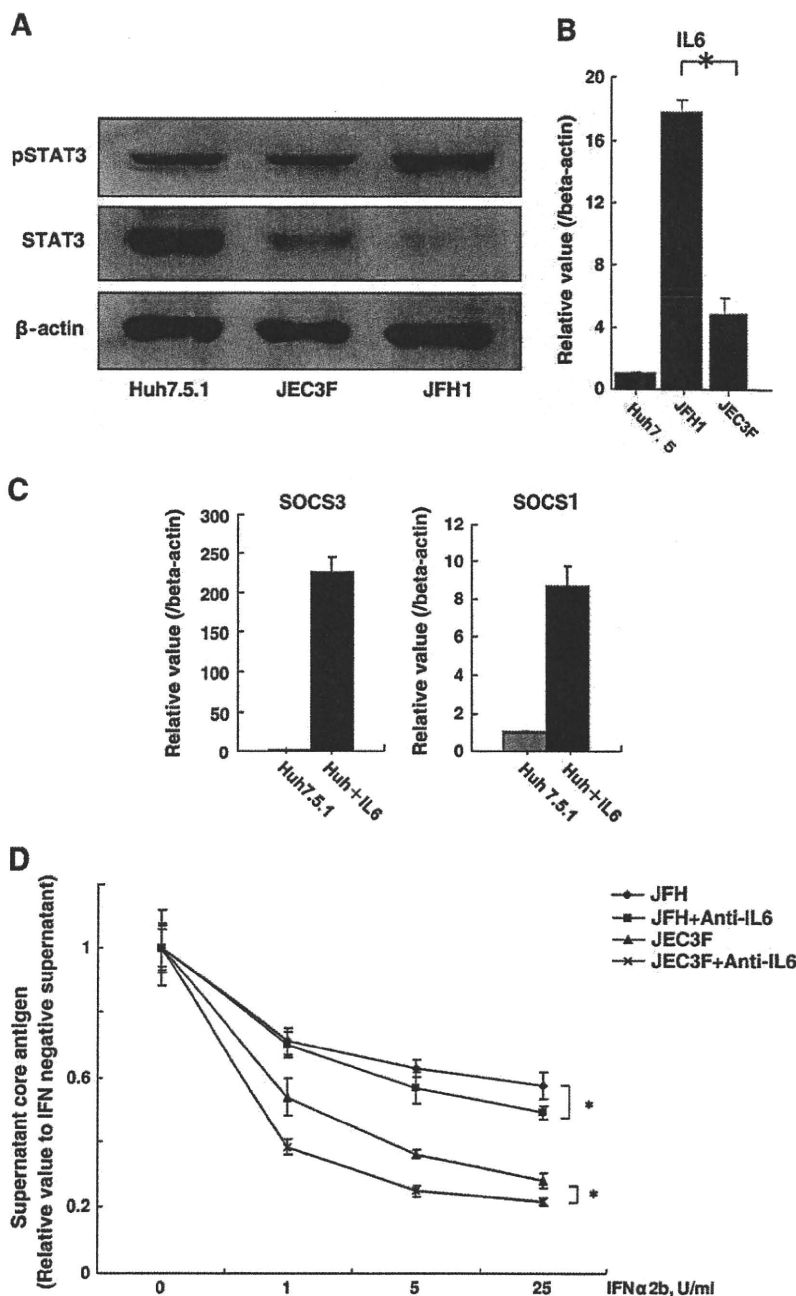 A
pSTAT3
STAT3
β-actin
Huh7.5.1 JEC3F JFH1
B
IL6
*
Relative value (/beta-actin)
20
16
12
8
4
0
Huh7.5
JFH1
JEC3F
C
SOCS3
Relative value (/beta-actin)
300
250
200
150
100
50
0
Huh7.5.1
Huh+IL6
SOCS1
Relative value (/beta-actin)
12
10
8
6
4
2
0
Huh 7.5.1
Huh+IL6
D
Supernatant core antigen
(Relative value to IFN negative supernatant)
1
0.6
0.2
0
JFH
JFH+Anti-IL6
JEC3F
JEC3F+Anti-IL6
*
*
0 1 5 25 IFNα2b, U/ml